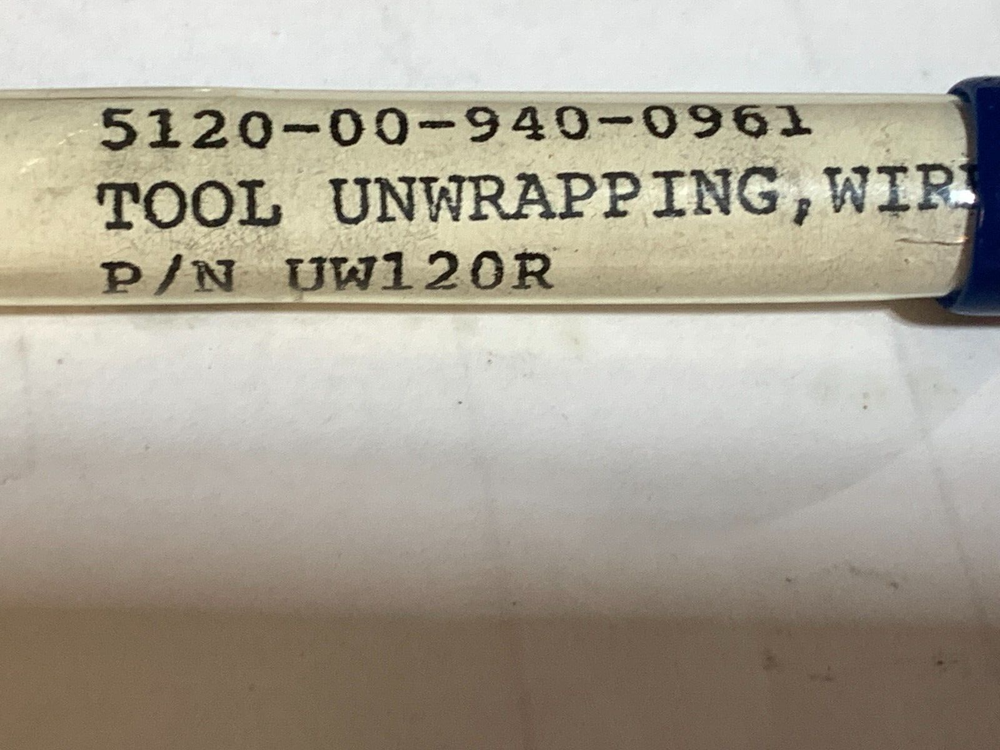 5120-00-940-0961
TOOL UNWRAPPING,WIR
P/N UW120R